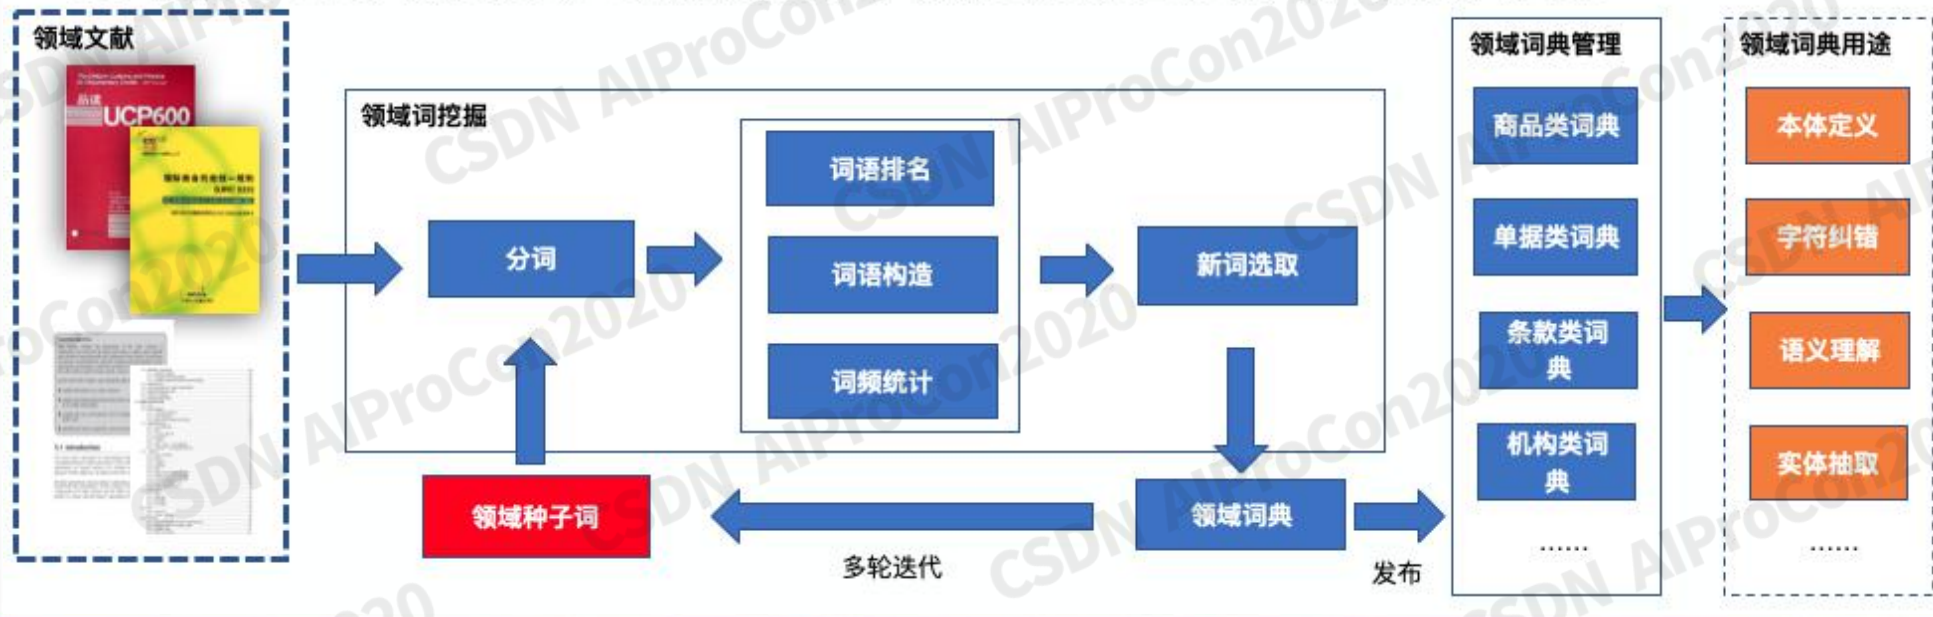 领域文献
UCP600
领域词挖掘
分词
词语排名
词语构造
词频统计
新词选取
领域种子词
多轮迭代
领域词典
发布
领域词典管理
商品类词典
单据类词典
条款类词
典
机构类词
典
......
领域词典用途
本体定义
字符纠错
语义理解
实体抽取
......
CSDN AIProCon2020